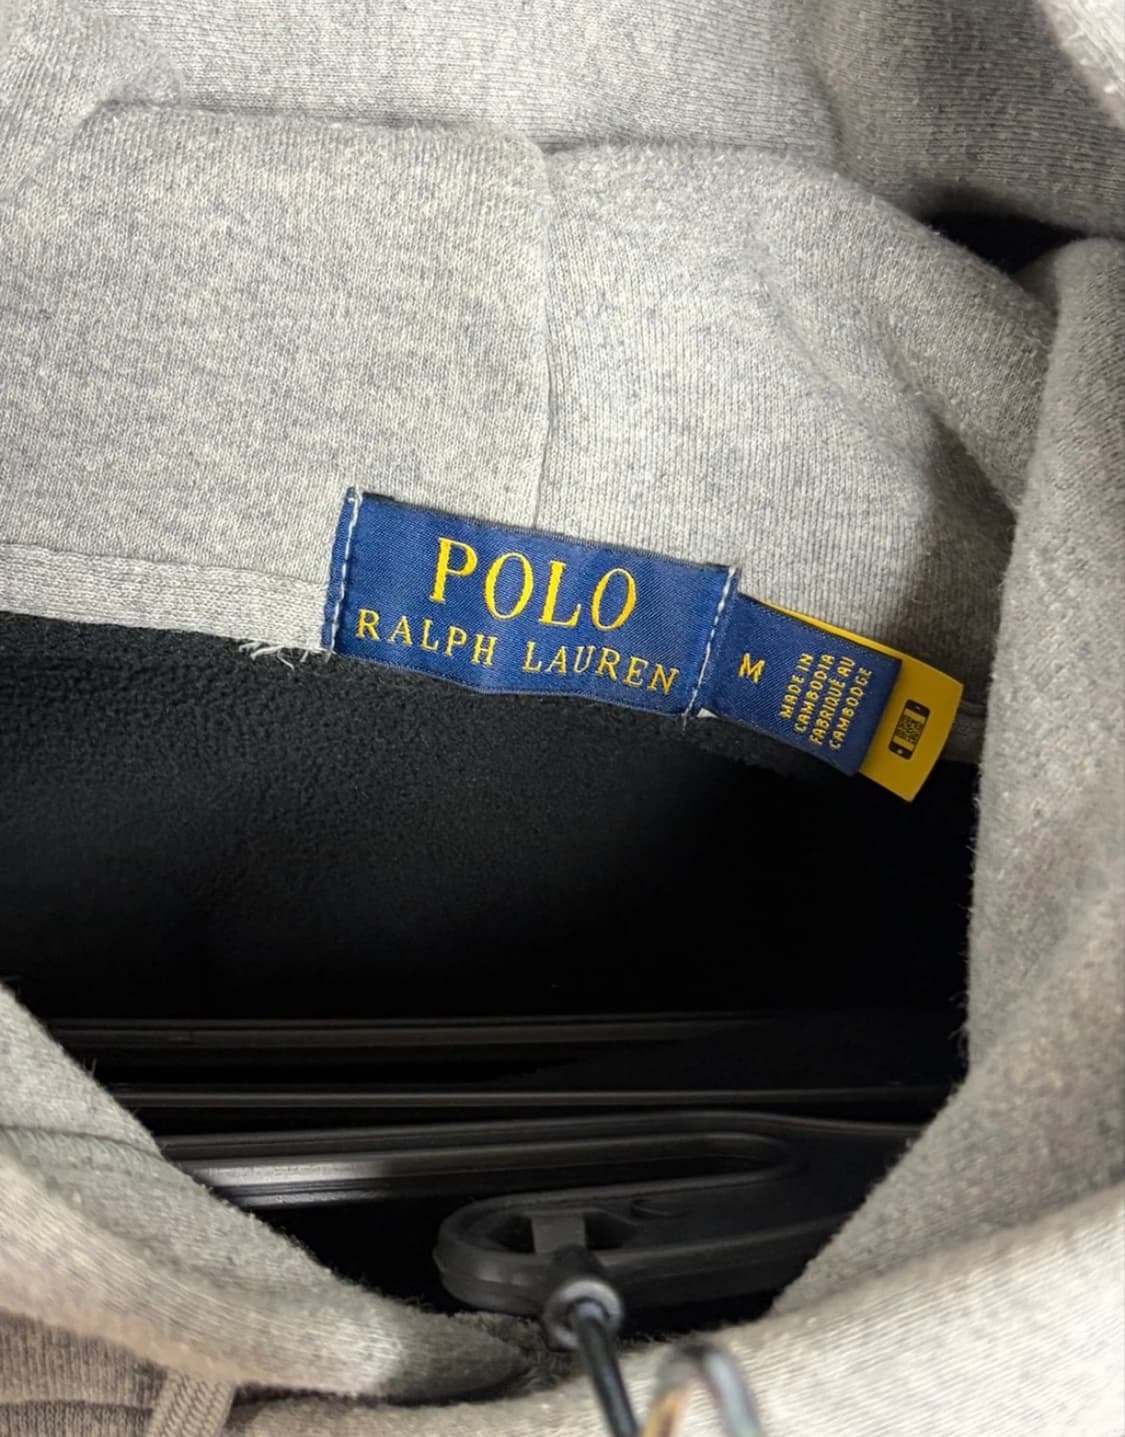 POLO
RALPH LAUREN
M
MADE IN
CAMBODIA
FABRIQUÉ AU
CAMBODGE